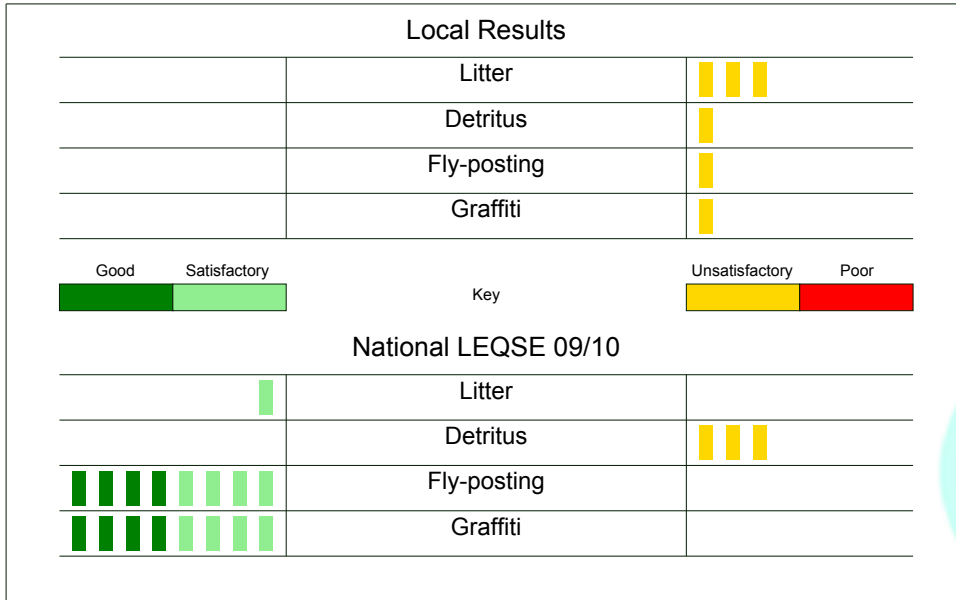 Local Results
Litter
Detritus
Fly-posting
Graffiti
Good Satisfactory Key Unsatisfactory Poor
National LEQSE 09/10
Litter
Detritus
Fly-posting
Graffiti